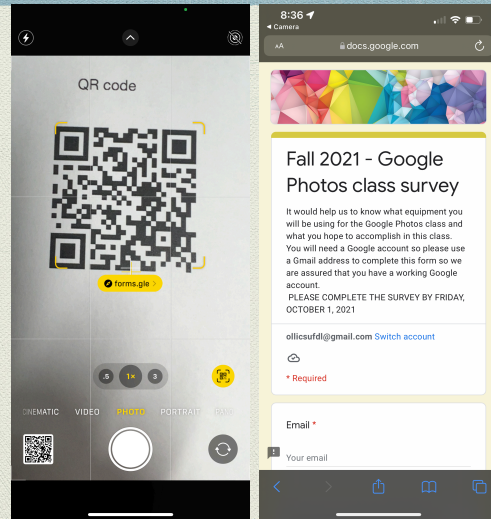 QR code
forms.gle
.5
1×
3
VIDEO
PHOTO
PORTRAIT
8:36
Camera
AA
docs.google.com
Fall 2021 - Google
Photos class survey
It would help us to know what equipment you
will be using for the Google Photos class and
what you hope to accomplish in this class.
You will need a Google account so please use
a Gmail address to complete this form so we
are assured that you have a working Google
account.
PLEASE COMPLETE THE SURVEY BY FRIDAY,
OCTOBER 1, 2021
ollicsufdl@gmail.com Switch account
* Required
Email *
Your email